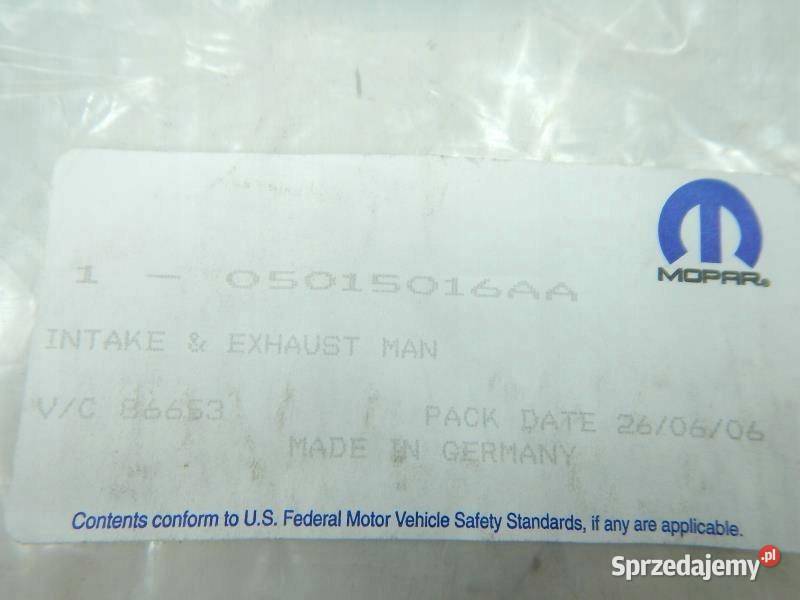 MOPAR®
1 - 05015016AA
INTAKE & EXHAUST MAN
V/C 86653
PACK DATE 26/06/06
MADE IN GERMANY
Contents conform to U.S. Federal Motor Vehicle Safety Standards, if any are applicable.
Sprzedajemy.pl